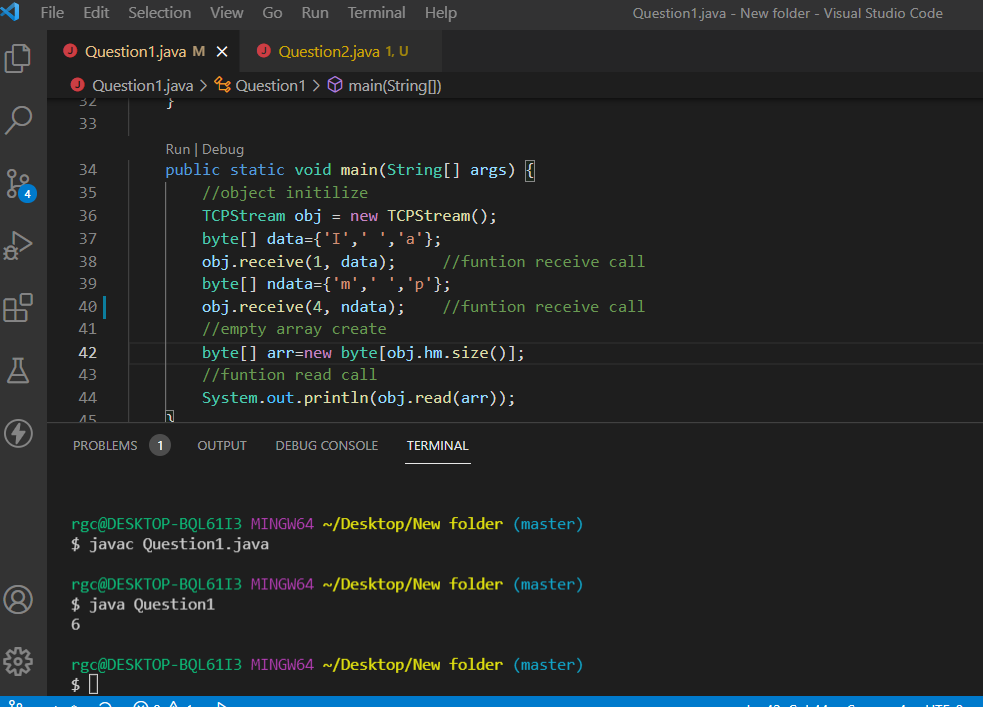 File Edit Selection View Go Run Terminal Help Question1.java - New folder - Visual Studio Code
Question1.java M Question2.java 1, U
Question1.java > Question1 > main(String[])
32 }
33
Run | Debug
34 public static void main(String[] args) {
35 //object initilize
36 TCPStream obj = new TCPStream();
37 byte[] data={'I',' ','a'};
38 obj.receive(1, data); //funtion receive call
39 byte[] ndata={'m',' ','p'};
40 obj.receive(4, ndata); //funtion receive call
41 //empty array create
42 byte[] arr=new byte[obj.hm.size()];
43 //funtion read call
44 System.out.println(obj.read(arr));
45 }
4
PROBLEMS 1 OUTPUT DEBUG CONSOLE TERMINAL
rgc@DESKTOP-BQL61I3 MINGW64 ~/Desktop/New folder (master)
$ javac Question1.java
rgc@DESKTOP-BQL61I3 MINGW64 ~/Desktop/New folder (master)
$ java Question1
6
rgc@DESKTOP-BQL61I3 MINGW64 ~/Desktop/New folder (master)
$